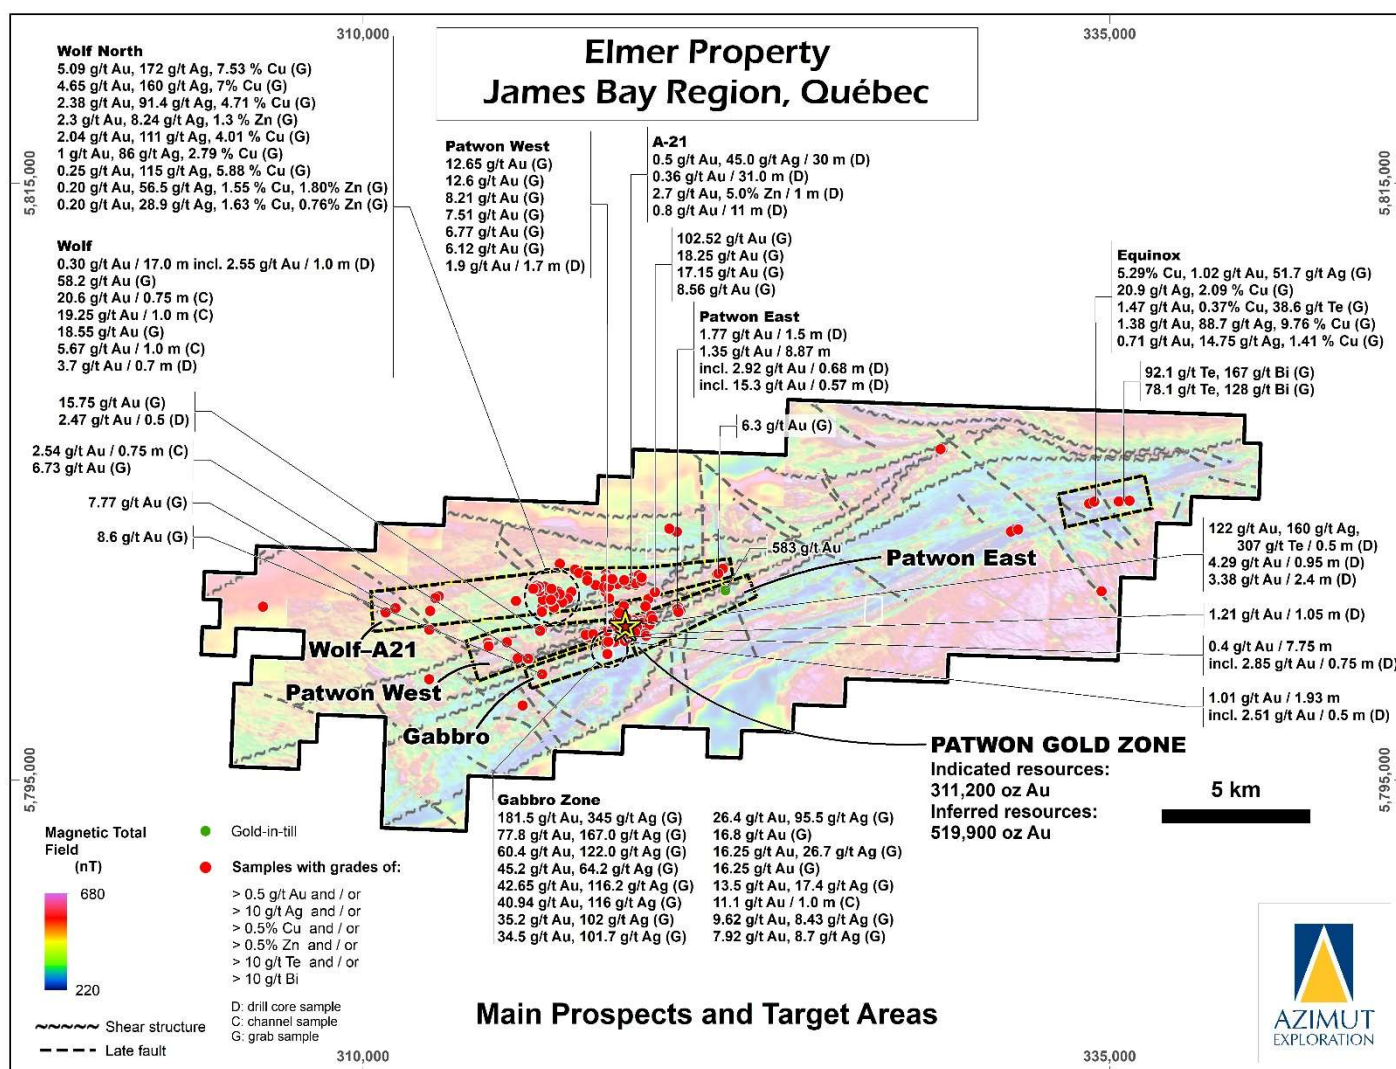 310,000
335,000
Elmer Property
James Bay Region, Québec
Wolf North
5.09 g/t Au, 172 g/t Ag, 7.53 % Cu (G)
4.65 g/t Au, 160 g/t Ag, 7% Cu (G)
2.38 g/t Au, 91.4 g/t Ag, 4.71 % Cu (G)
2.3 g/t Au, 8.24 g/t Ag, 1.3 % Zn (G)
2.04 g/t Au, 111 g/t Ag, 4.01 % Cu (G)
1 g/t Au, 86 g/t Ag, 2.79 % Cu (G)
0.25 g/t Au, 115 g/t Ag, 5.88 % Cu (G)
0.20 g/t Au, 56.5 g/t Ag, 1.55 % Cu, 1.80% Zn (G)
0.20 g/t Au, 28.9 g/t Ag, 1.63 % Cu, 0.76% Zn (G)
5,815,000
5,815,000
Patwon West
12.65 g/t Au (G)
12.6 g/t Au (G)
8.21 g/t Au (G)
7.51 g/t Au (G)
6.77 g/t Au (G)
6.12 g/t Au (G)
1.9 g/t Au / 1.7 m (D)
A-21
0.5 g/t Au, 45.0 g/t Ag / 30 m (D)
0.36 g/t Au / 31.0 m (D)
2.7 g/t Au, 5.0% Zn / 1 m (D)
0.8 g/t Au / 11 m (D)
102.52 g/t Au (G)
18.25 g/t Au (G)
17.15 g/t Au (G)
8.56 g/t Au (G)
Wolf
0.30 g/t Au / 17.0 m incl. 2.55 g/t Au / 1.0 m (D)
58.2 g/t Au (G)
20.6 g/t Au / 0.75 m (C)
19.25 g/t Au / 1.0 m (C)
18.55 g/t Au (G)
5.67 g/t Au / 1.0 m (C)
3.7 g/t Au / 0.7 m (D)
Patwon East
1.77 g/t Au / 1.5 m (D)
1.35 g/t Au / 8.87 m
incl. 2.92 g/t Au / 0.68 m (D)
incl. 15.3 g/t Au / 0.57 m (D)
Equinox
5.29% Cu, 1.02 g/t Au, 51.7 g/t Ag (G)
20.9 g/t Ag, 2.09 % Cu (G)
1.47 g/t Au, 0.37% Cu, 38.6 g/t Te (G)
1.38 g/t Au, 88.7 g/t Ag, 9.76 % Cu (G)
0.71 g/t Au, 14.75 g/t Ag, 1.41 % Cu (G)
92.1 g/t Te, 167 g/t Bi (G)
78.1 g/t Te, 128 g/t Bi (G)
15.75 g/t Au (G)
2.47 g/t Au / 0.5 (D)
2.54 g/t Au / 0.75 m (C)
6.73 g/t Au (G)
7.77 g/t Au (G)
8.6 g/t Au (G)
6.3 g/t Au (G)
583 g/t Au
Patwon East
Wolf–A21
Patwon West
Gabbro
122 g/t Au, 160 g/t Ag,
307 g/t Te / 0.5 m (D)
4.29 g/t Au / 0.95 m (D)
3.38 g/t Au / 2.4 m (D)
1.21 g/t Au / 1.05 m (D)
0.4 g/t Au / 7.75 m
incl. 2.85 g/t Au / 0.75 m (D)
1.01 g/t Au / 1.93 m
incl. 2.51 g/t Au / 0.5 m (D)
PATWON GOLD ZONE
Indicated resources:
311,200 oz Au
Inferred resources:
519,900 oz Au
5 km
5,795,000
5,795,000
Gabbro Zone
181.5 g/t Au, 345 g/t Ag (G)
77.8 g/t Au, 167.0 g/t Ag (G)
60.4 g/t Au, 122.0 g/t Ag (G)
45.2 g/t Au, 64.2 g/t Ag (G)
42.65 g/t Au, 116.2 g/t Ag (G)
40.94 g/t Au, 116 g/t Ag (G)
35.2 g/t Au, 102 g/t Ag (G)
34.5 g/t Au, 101.7 g/t Ag (G)
26.4 g/t Au, 95.5 g/t Ag (G)
16.8 g/t Au (G)
16.25 g/t Au, 26.7 g/t Ag (G)
16.25 g/t Au (G)
13.5 g/t Au, 17.4 g/t Ag (G)
11.1 g/t Au / 1.0 m (C)
9.62 g/t Au, 8.43 g/t Ag (G)
7.92 g/t Au, 8.7 g/t Ag (G)
Magnetic Total
Field
(nT)
680
220
Shear structure
Late fault
Gold-in-till
Samples with grades of:
> 0.5 g/t Au and / or
> 10 g/t Ag and / or
> 0.5% Cu and / or
> 0.5% Zn and / or
> 10 g/t Te and / or
> 10 g/t Bi
D: drill core sample
C: channel sample
G: grab sample
Main Prospects and Target Areas
AZIMUT
EXPLORATION
310,000
335,000